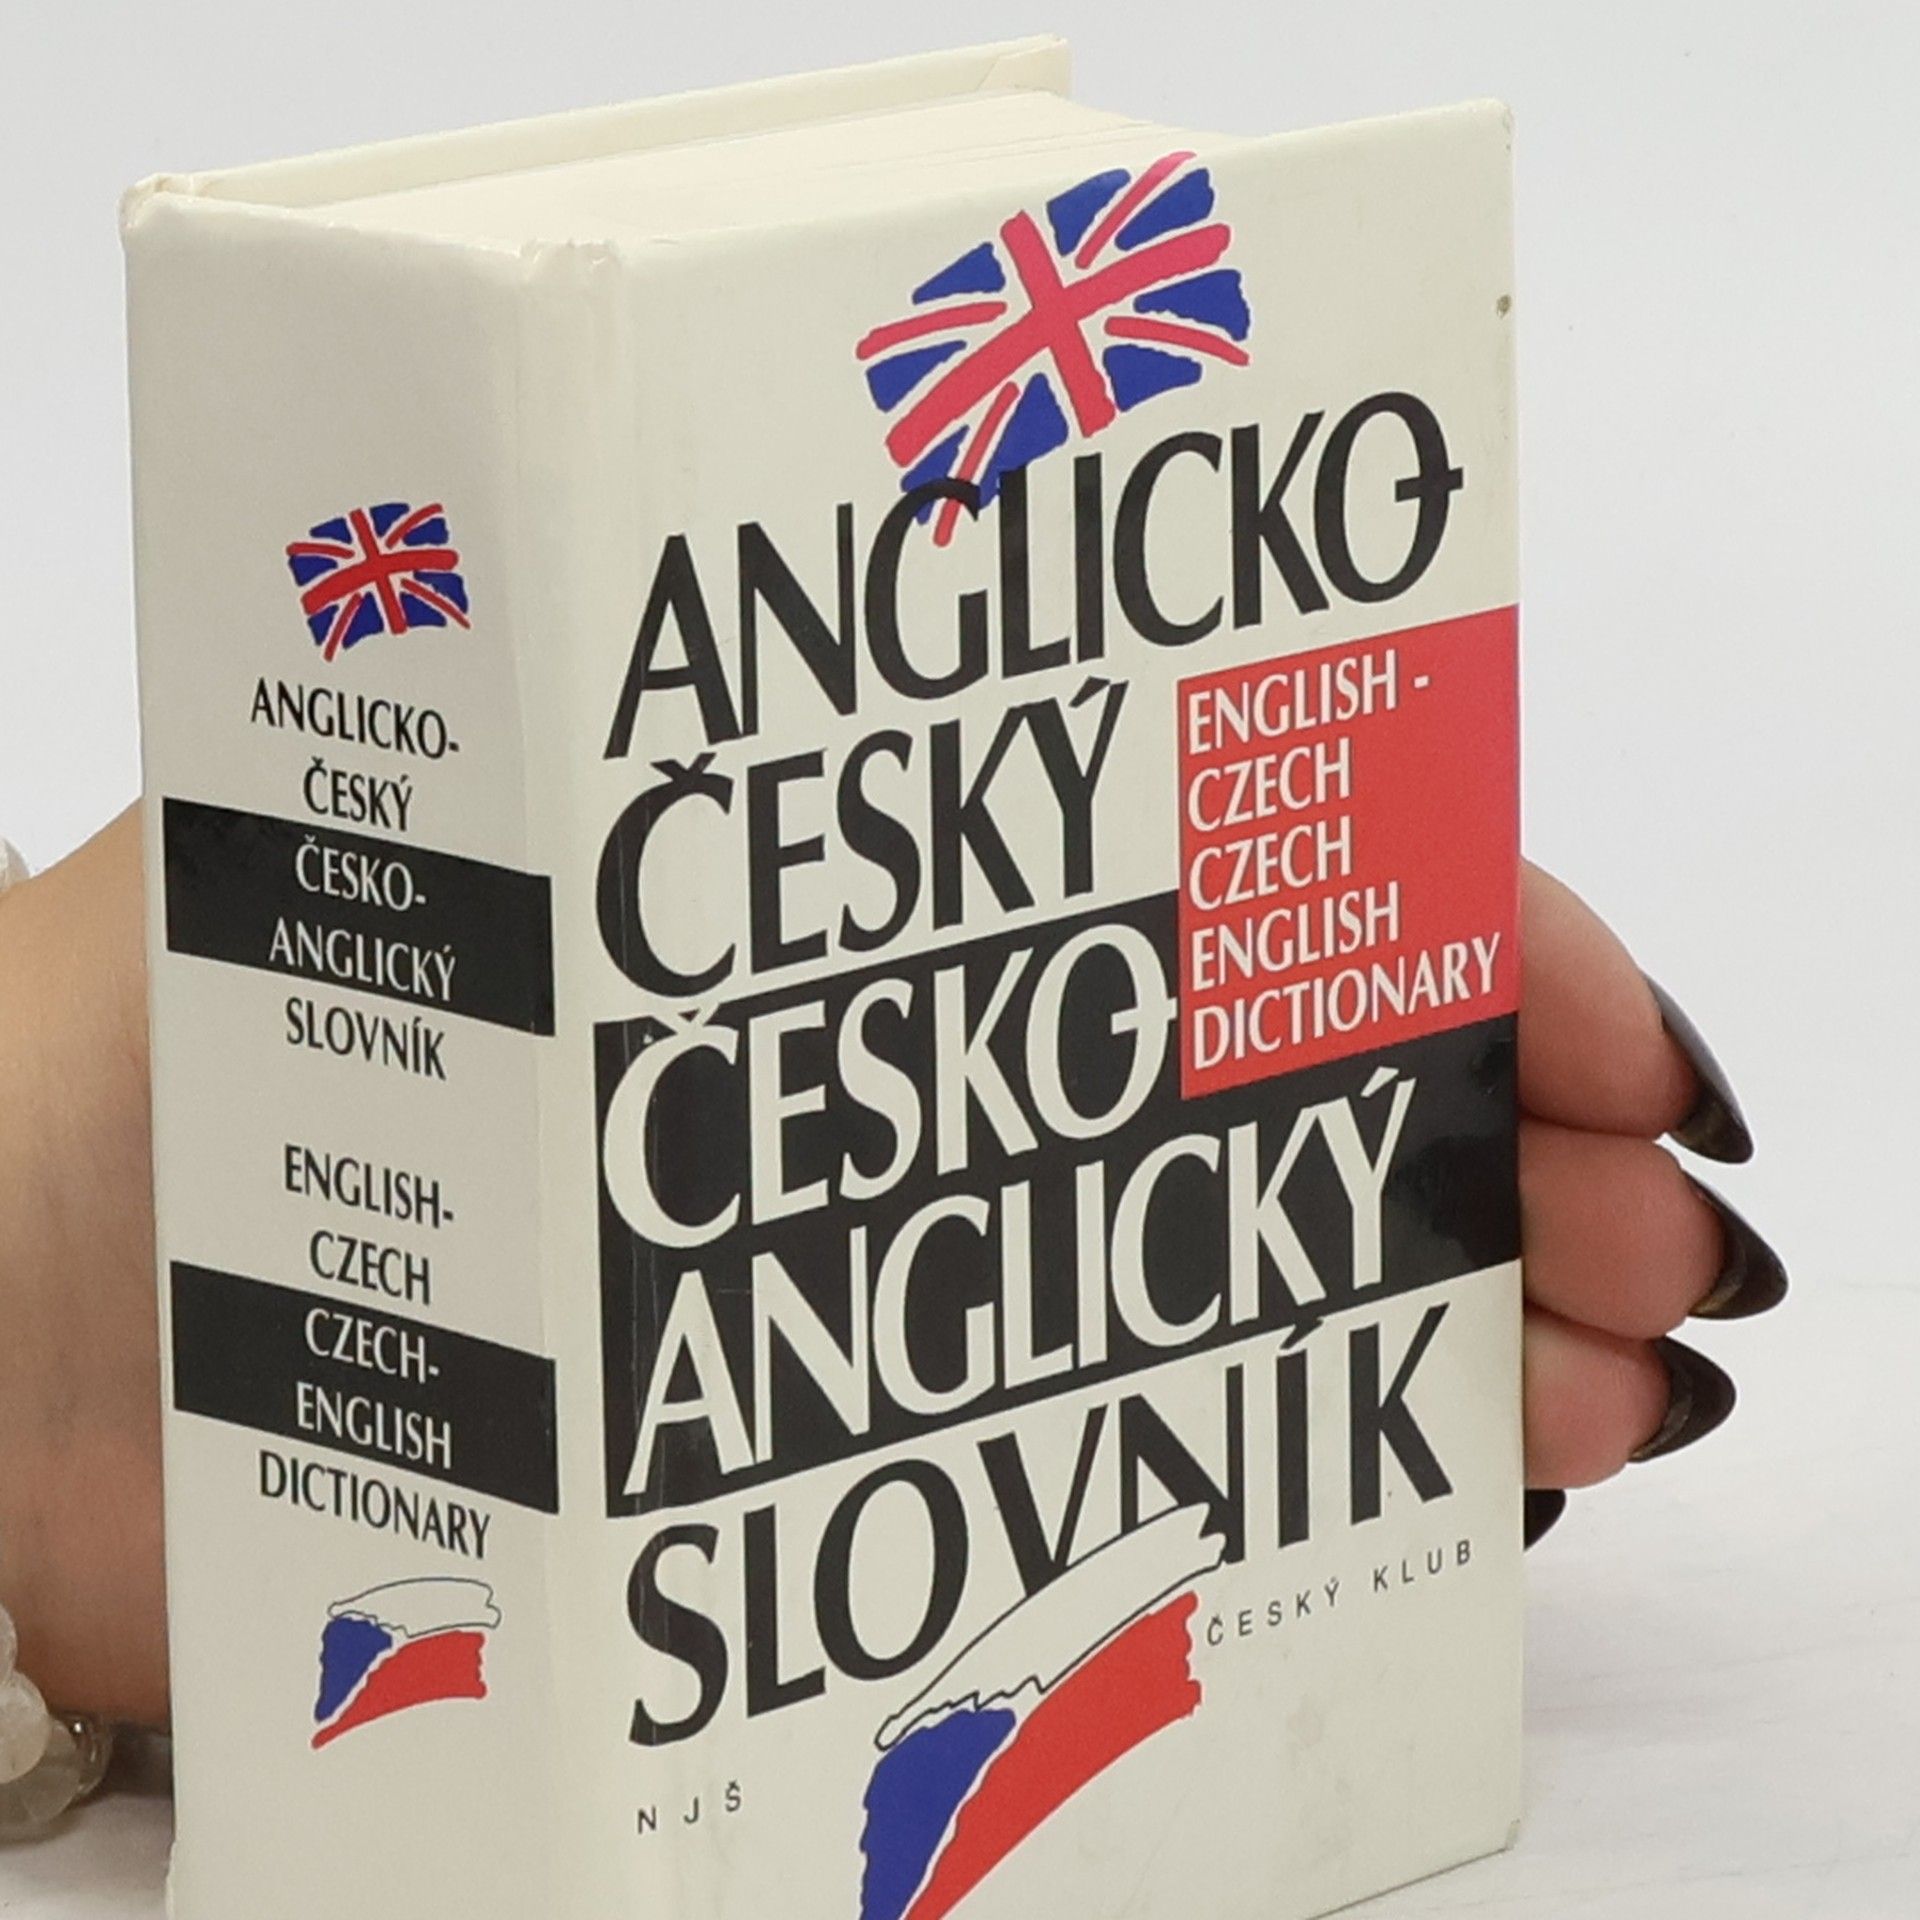 ANGLICKO-
ČESKÝ
ČESKO-
ANGLICKÝ
SLOVNÍK
ENGLISH-
CZECH
CZECH-
ENGLISH
DICTIONARY
ANGLICKO-
ČESKÝ
ČESKO-
ANGLICKÝ
SLOVNÍK
ENGLISH -
CZECH
CZECH
ENGLISH
DICTIONARY
ČESKÝ KLUB
NJŠ